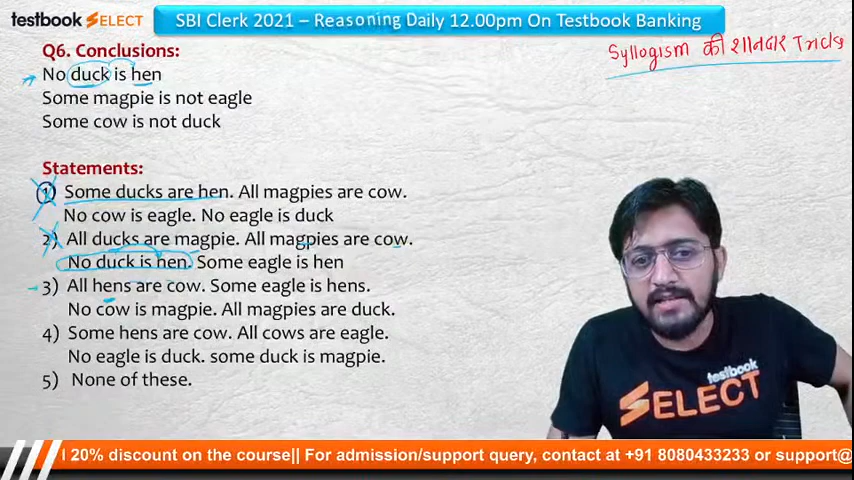 testbook SELECT
SBI Clerk 2021 – Reasoning Daily 12.00pm On Testbook Banking
Syllogism की शानदार Tricks
Q6. Conclusions:
No duck is hen
Some magpie is not eagle
Some cow is not duck
Statements:
1) Some ducks are hen. All magpies are cow.
No cow is eagle. No eagle is duck
2) All ducks are magpie. All magpies are cow.
No duck is hen. Some eagle is hen
3) All hens are cow. Some eagle is hens.
No cow is magpie. All magpies are duck.
4) Some hens are cow. All cows are eagle.
No eagle is duck. some duck is magpie.
5) None of these.
testbook
SELECT
20% discount on the course|| For admission/support query, contact at +91 8080433233 or support@